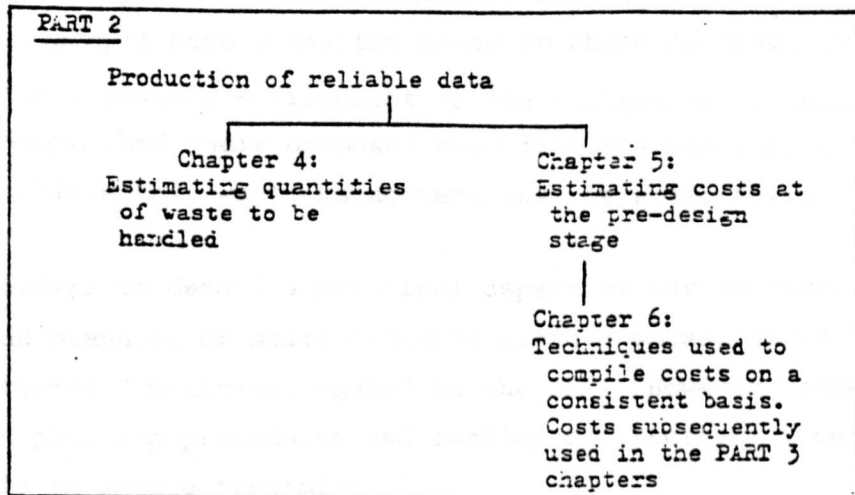 PART 2
Production of reliable data
Chapter 4:
Estimating quantities
of waste to be
handled
Chapter 5:
Estimating costs at
the pre-design
stage
Chapter 6:
Techniques used to
compile costs on a
consistent basis.
Costs subsequently
used in the PART 3
chapters